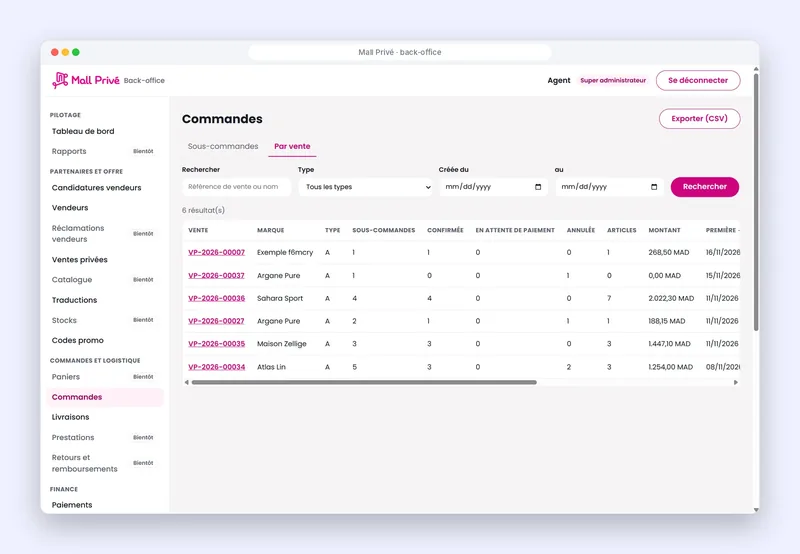 Mall Privé · back-office
Mall Privé Back-office
Agent Super administrateur Se déconnecter
PILOTAGE
Tableau de bord
Rapports Bientôt
PARTENAIRES ET OFFRE
Candidatures vendeurs
Vendeurs
Réclamations
vendeurs Bientôt
Ventes privées
Catalogue Bientôt
Traductions
Stocks Bientôt
Codes promo
COMMANDES ET LOGISTIQUE
Paniers Bientôt
Commandes
Livraisons
Prestations Bientôt
Retours et
remboursements Bientôt
FINANCE
Paiements
Commandes Exporter (CSV)
Sous-commandes Par vente
Rechercher Type Créée du au
Référence de vente ou nom Tous les types mm/dd/yyyy mm/dd/yyyy Rechercher
6 résultat(s)
VENTE MARQUE TYPE SOUS-COMMANDES CONFIRMÉE EN ATTENTE DE PAIEMENT ANNULÉE ARTICLES MONTANT PREMIÈRE
VP-2026-00007 Exemple f6mcry A 1 1 0 0 1 268,50 MAD 16/11/2026
VP-2026-00037 Argane Pure A 1 0 0 1 0 0,00 MAD 15/11/2026
VP-2026-00036 Sahara Sport A 4 4 0 0 7 2.022,30 MAD 11/11/2026
VP-2026-00027 Argane Pure A 2 1 0 1 1 188,15 MAD 11/11/2026
VP-2026-00035 Maison Zellige A 3 3 0 0 3 1.447,10 MAD 11/11/2026
VP-2026-00034 Atlas Lin A 5 3 0 2 3 1.254,00 MAD 08/11/2026